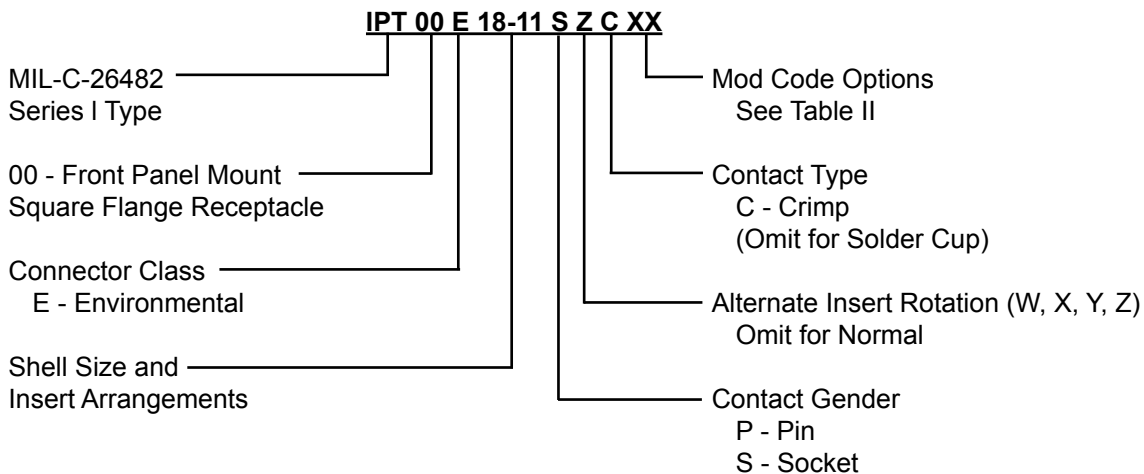 IPT 00 E 18-11 S Z C XX
MIL-C-26482
Series I Type
00 - Front Panel Mount
Square Flange Receptacle
Connector Class
E - Environmental
Shell Size and
Insert Arrangements
Mod Code Options
See Table II
Contact Type
C - Crimp
(Omit for Solder Cup)
Alternate Insert Rotation (W, X, Y, Z)
Omit for Normal
Contact Gender
P - Pin
S - Socket